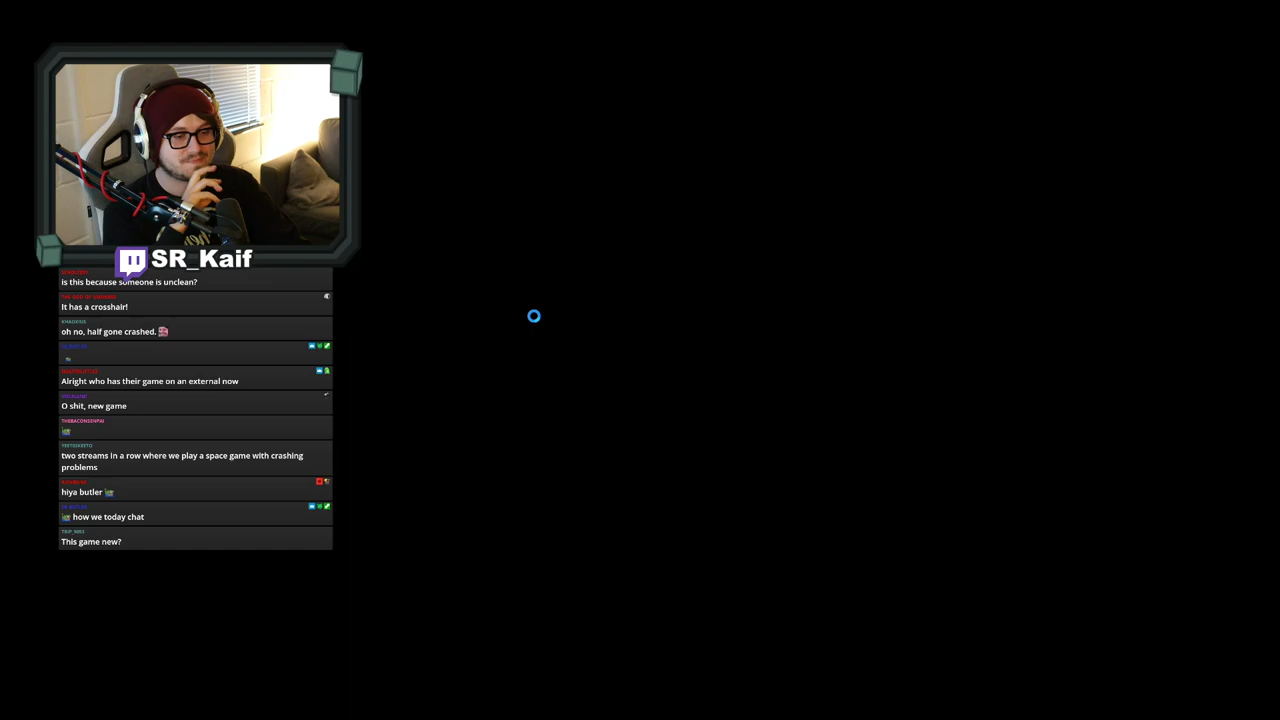 SR_Kaif
is this because someone is unclean?
It has a crosshair!
oh no, half gone crashed.
Alright who has their game on an external now
O shit, new game
THEBACONSENPAI
two streams in a row where we play a space game with crashing
problems
hiya butler
how we today chat
This game new?